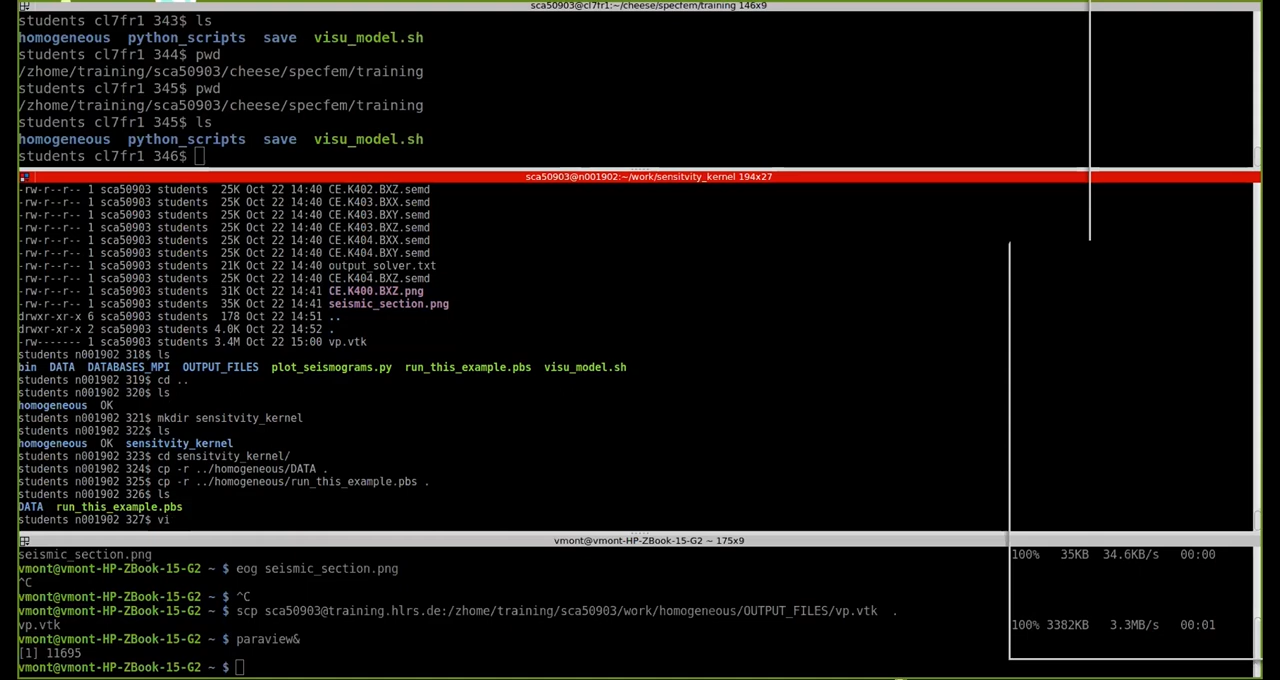 sca50903@cl7fr1:~/cheese/specfem/training 146x9
students cl7fr1 343$ ls
homogeneous python_scripts save visu_model.sh
students cl7fr1 344$ pwd
/zhome/training/sca50903/cheese/specfem/training
students cl7fr1 345$ pwd
/zhome/training/sca50903/cheese/specfem/training
students cl7fr1 345$ ls
homogeneous python_scripts save visu_model.sh
students cl7fr1 346$
sca50903@n001902:~/work/sensitvity_kernel 194x27
-rw-r--r-- 1 sca50903 students 25K Oct 22 14:40 CE.K402.BXZ.semd
-rw-r--r-- 1 sca50903 students 25K Oct 22 14:40 CE.K403.BXX.semd
-rw-r--r-- 1 sca50903 students 25K Oct 22 14:40 CE.K403.BXY.semd
-rw-r--r-- 1 sca50903 students 25K Oct 22 14:40 CE.K403.BXZ.semd
-rw-r--r-- 1 sca50903 students 25K Oct 22 14:40 CE.K404.BXX.semd
-rw-r--r-- 1 sca50903 students 25K Oct 22 14:40 CE.K404.BXY.semd
-rw-r--r-- 1 sca50903 students 21K Oct 22 14:40 output_solver.txt
-rw-r--r-- 1 sca50903 students 25K Oct 22 14:40 CE.K404.BXZ.semd
-rw-r--r-- 1 sca50903 students 31K Oct 22 14:41 CE.K400.BXZ.png
-rw-r--r-- 1 sca50903 students 35K Oct 22 14:41 seismic_section.png
drwxr-xr-x 6 sca50903 students 178 Oct 22 14:51 ..
drwxr-xr-x 2 sca50903 students 4.0K Oct 22 14:52 .
-rw------- 1 sca50903 students 3.4M Oct 22 15:00 vp.vtk
students n001902 318$ ls
bin DATA DATABASES_MPI OUTPUT_FILES plot_seismograms.py run_this_example.pbs visu_model.sh
students n001902 319$ cd ..
students n001902 320$ ls
homogeneous OK
students n001902 321$ mkdir sensitvity_kernel
students n001902 322$ ls
homogeneous OK sensitvity_kernel
students n001902 323$ cd sensitvity_kernel/
students n001902 324$ cp -r ../homogeneous/DATA .
students n001902 325$ cp -r ../homogeneous/run_this_example.pbs .
students n001902 326$ ls
DATA run_this_example.pbs
students n001902 327$ vi
vmont@vmont-HP-ZBook-15-G2 ~ 175x9
seismic_section.png 100% 35KB 34.6KB/s 00:00
vmont@vmont-HP-ZBook-15-G2 ~ $ eog seismic_section.png
^C
vmont@vmont-HP-ZBook-15-G2 ~ $ ^C
vmont@vmont-HP-ZBook-15-G2 ~ $ scp sca50903@training.hlrs.de:/zhome/training/sca50903/work/homogeneous/OUTPUT_FILES/vp.vtk .
vp.vtk 100% 3382KB 3.3MB/s 00:01
vmont@vmont-HP-ZBook-15-G2 ~ $ paraview&
[1] 11695
vmont@vmont-HP-ZBook-15-G2 ~ $